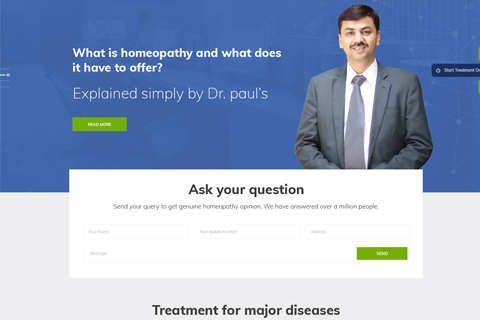 What is homeopathy and what does
it have to offer?
Explained simply by Dr. paul's
READ MORE
Start Treatment On
Ask your question
Send your query to get genuine homeopathy opinion. We have answered over a million people.
Your Name
Your Mobile Number
Address
Message
SEND
Treatment for major diseases